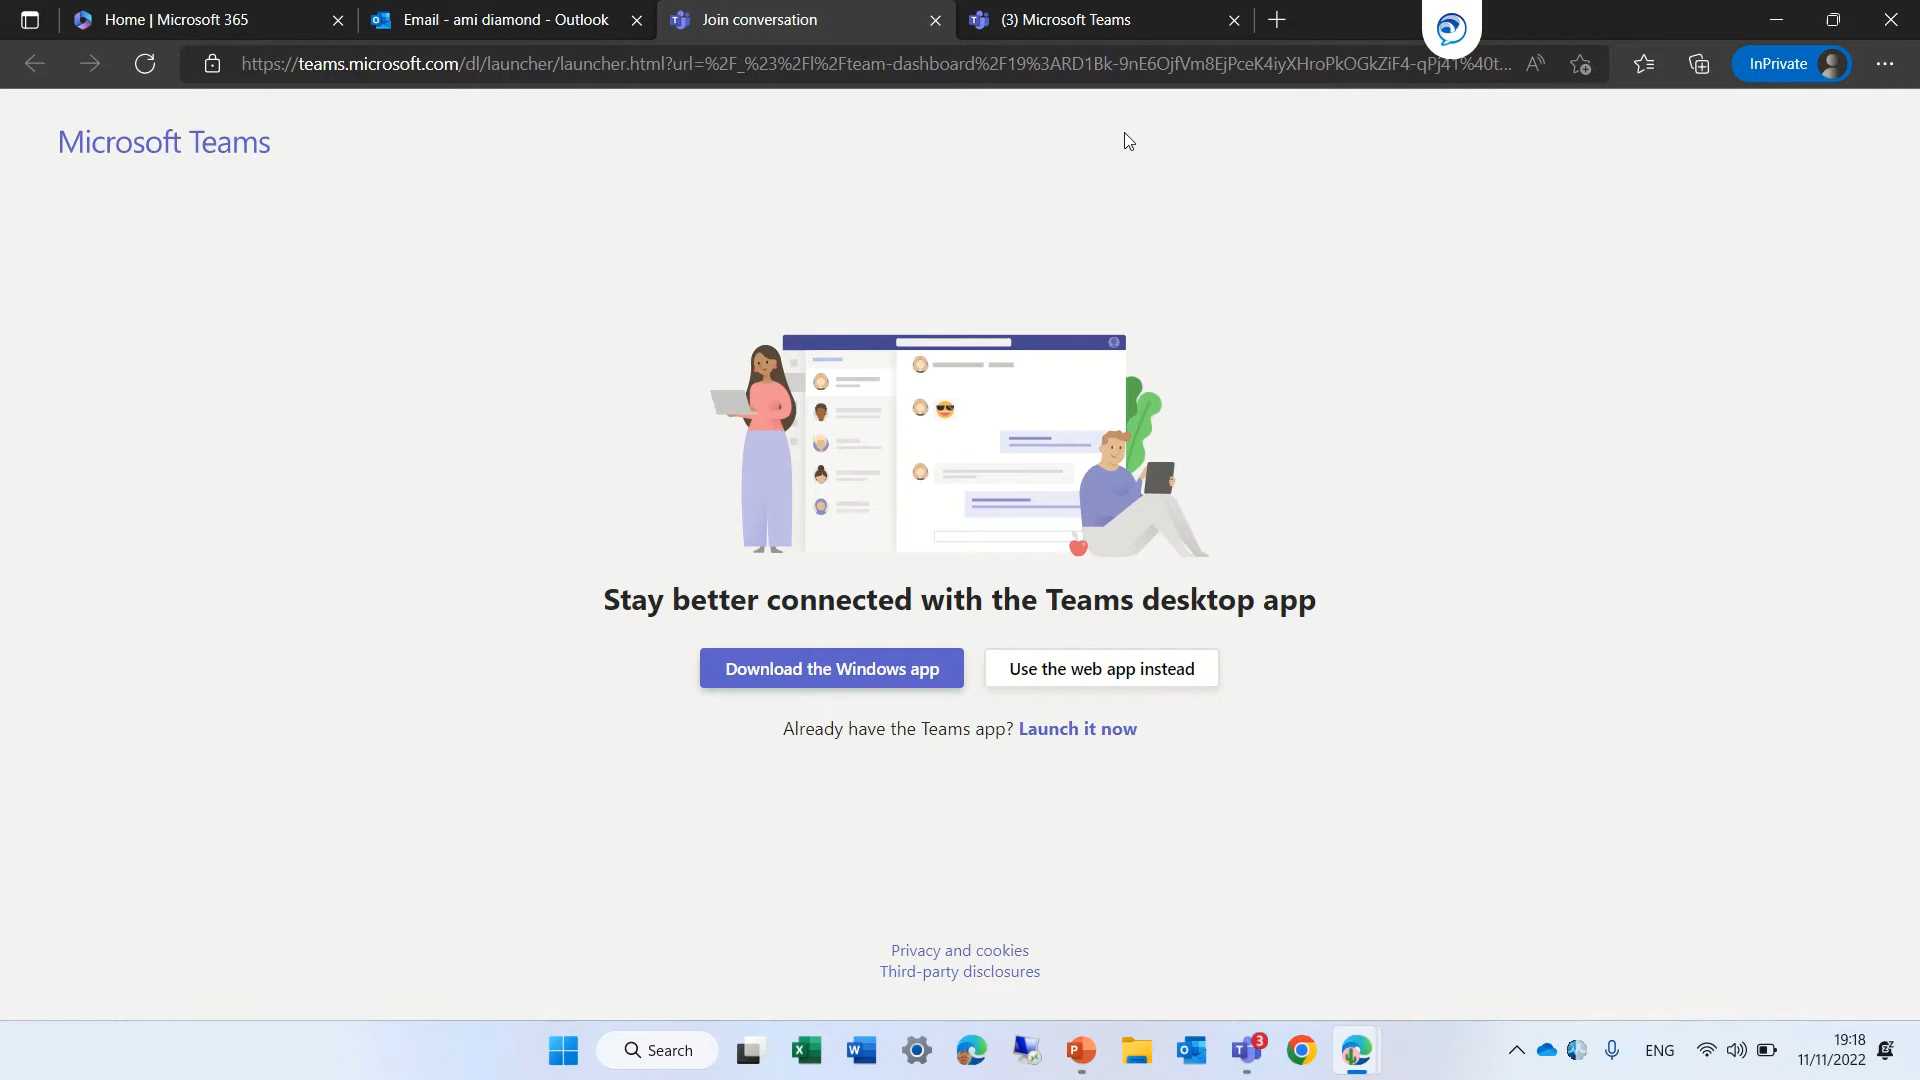 Home | Microsoft 365
Email - ami diamond - Outlook
Join conversation
(3) Microsoft Teams
https://teams.microsoft.com/dl/launcher/launcher.html?url=%2F_%23%2Fl%2Fteam-dashboard%2F19%3ARD1Bk-9nE6OjfVm8EjPceK4iyXHroPkOGkZiF4-qPj41%40t...
InPrivate
Microsoft Teams
Stay better connected with the Teams desktop app
Download the Windows app
Use the web app instead
Already have the Teams app? Launch it now
Privacy and cookies
Third-party disclosures
Search
3
ENG
19:18
11/11/2022